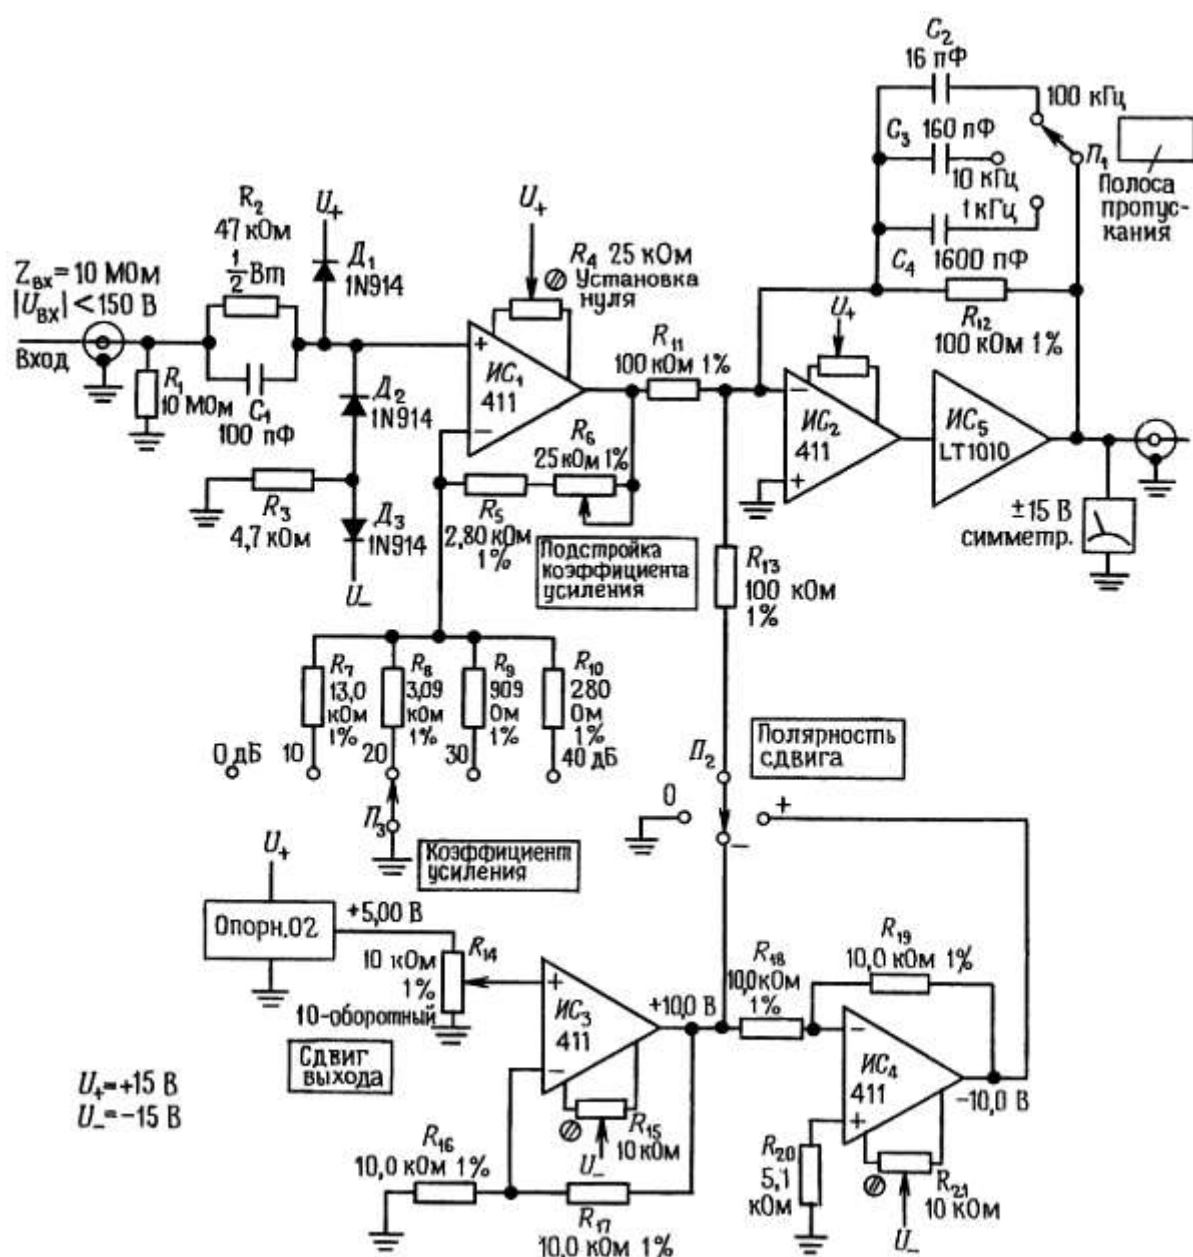 C2
16 пФ
100 кГц
C3 160 пФ
10 кГц
П1
Полоса
пропус-
кания
1 кГц
C4 1600 пФ
R12
100 кОм 1%
R2
47 кОм
1/2 Вт
U+
Д1
1N914
Zвх = 10 МОм
|Uвх| < 150 В
Вход
R1
10 МОм
C1
100 пФ
Д2
1N914
R3
4,7 кОм
Д3
1N914
U–
U+
R4 25 кОм
Установка
нуля
+
–
ИС1
411
R11
100 кОм 1%
R6
25 кОм 1%
R5
2,80 кОм
1%
Подстройка
коэффициента
усиления
U+
–
+
ИС2
411
ИС5
LT1010
±15 В
симметр.
R13
100 кОм
1%
R7
13,0
кОм
1%
R8
3,09
кОм
1%
R9
909
Ом
1%
R10
280
Ом
1%
0 дБ
10
20
30
40 дБ
П3
Коэффициент
усиления
П2
Полярность
сдвига
0
+
–
U+
Опорн.02
+5,00 В
R14
10 кОм
1%
10-оборотный
Сдвиг
выхода
+
–
ИС3
411
+10,0 В
R15
10 кОм
U–
R16
10,0 кОм 1%
R17
10,0 кОм 1%
R18
10,0 кОм
1%
R19
10,0 кОм 1%
–
+
ИС4
411
–10,0 В
R20
5,1
кОм
R21
10 кОм
U–
U+=+15 В
U–=–15 В